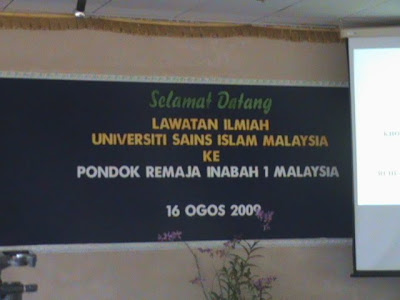 Selamat Datang
LAWATAN ILMIAH
UNIVERSITI SAINS ISLAM MALAYSIA
KE
PONDOK REMAJA INABAH 1 MALAYSIA
16 OGOS 2009